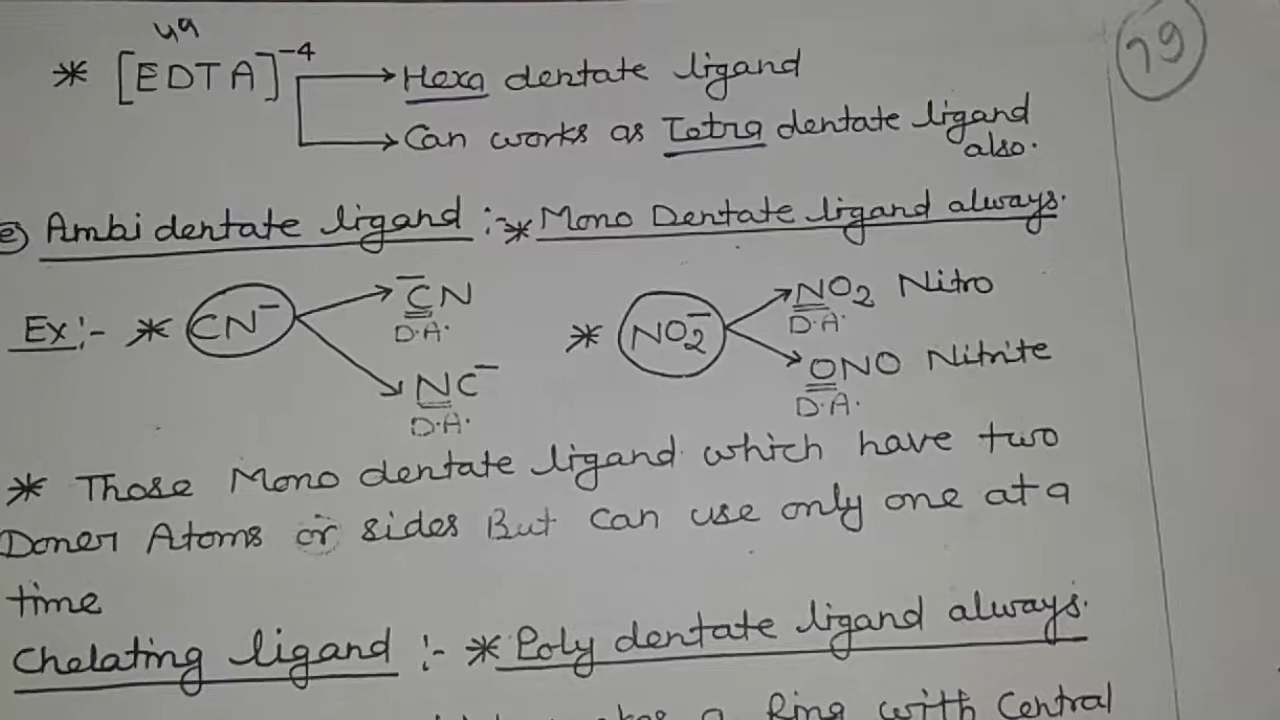 49
79
* [EDTA]⁻⁴ → Hexa dentate ligand
→ Can works as Tetra dentate ligand
also.
e) Ambi dentate ligand :- * Mono Dentate ligand always.
Ex:- * CN⁻ → ⁻CN D.A. * NO₂⁻ → NO₂ Nitro D.A.
→ NC⁻ D.A. → ONO Nitrite D.A.
* Those Mono dentate ligand which have two
Doner Atoms or sides But can use only one at a
time
Chelating ligand :- * Poly dentate ligand always.
a Ring with Central